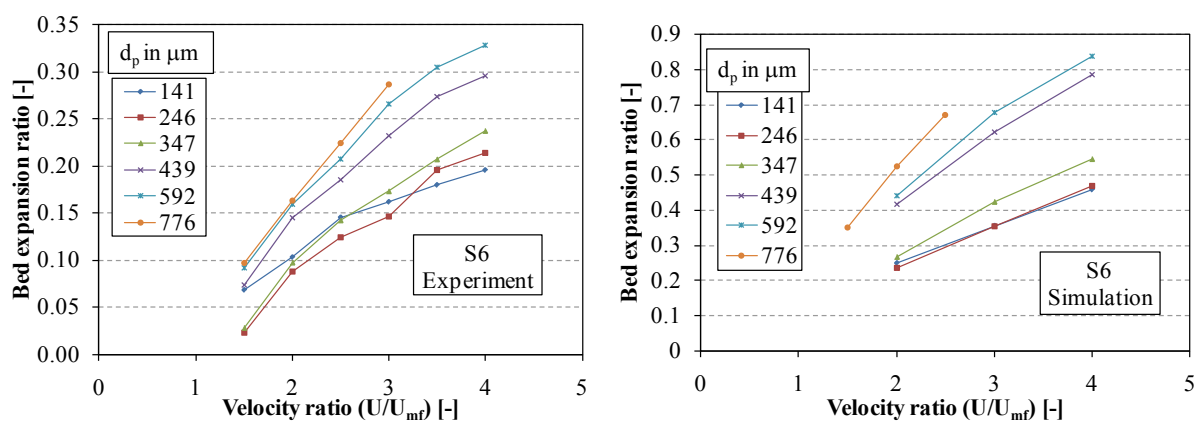 0.35
0.30
0.25
0.20
0.15
0.10
0.05
0.00
Bed expansion ratio [-]
dp in μm
141
246
347
439
592
776
S6
Experiment
0 1 2 3 4 5
Velocity ratio (U/Umf) [-]
0.9
0.8
0.7
0.6
0.5
0.4
0.3
0.2
0.1
0
Bed expansion ratio [-]
dp in μm
141
246
347
439
592
776
S6
Simulation
0 1 2 3 4 5
Velocity ratio (U/Umf) [-]